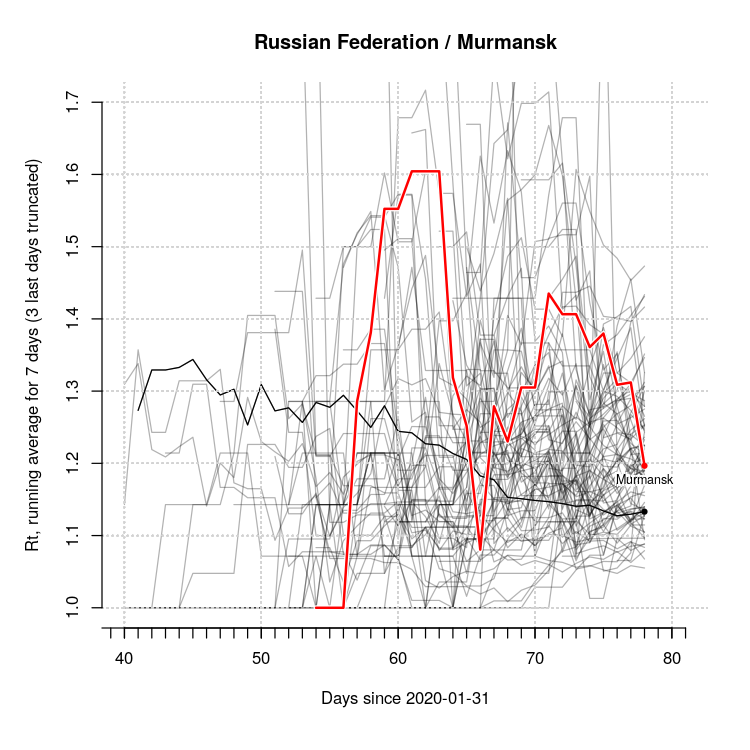 Russian Federation / Murmansk
Rt, running average for 7 days (3 last days truncated)
1.7
1.6
1.5
1.4
1.3
1.2
1.1
1.0
Murmansk
40 50 60 70 80
Days since 2020-01-31